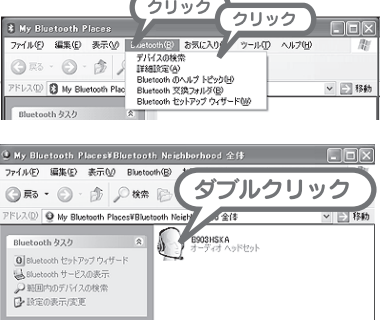 クリック
クリック
My Bluetooth Places
ファイル(F) 編集(E) 表示(V) Bluetooth(B) お気に入り ツール(T) ヘルプ(H)
戻る
デバイスの検索
詳細設定(A)
Bluetooth のヘルプ トピック(H)
Bluetooth 交換フォルダ(B)
Bluetooth セットアップ ウィザード(W)
アドレス(D) My Bluetooth Plac
移動
Bluetooth タスク
My Bluetooth Places¥Bluetooth Neighborhood 全体
ファイル(F) 編集(E) 表示(V) Bluetooth(B)
戻る 検索
ダブルクリック
アドレス(D) My Bluetooth Places¥Bluetooth Neigh 全体 移動
Bluetooth タスク
Bluetooth セットアップ ウィザード
Bluetooth サービスの表示
範囲内のデバイスの検索
設定の表示/変更
B903HSKA
オーディオ ヘッドセット